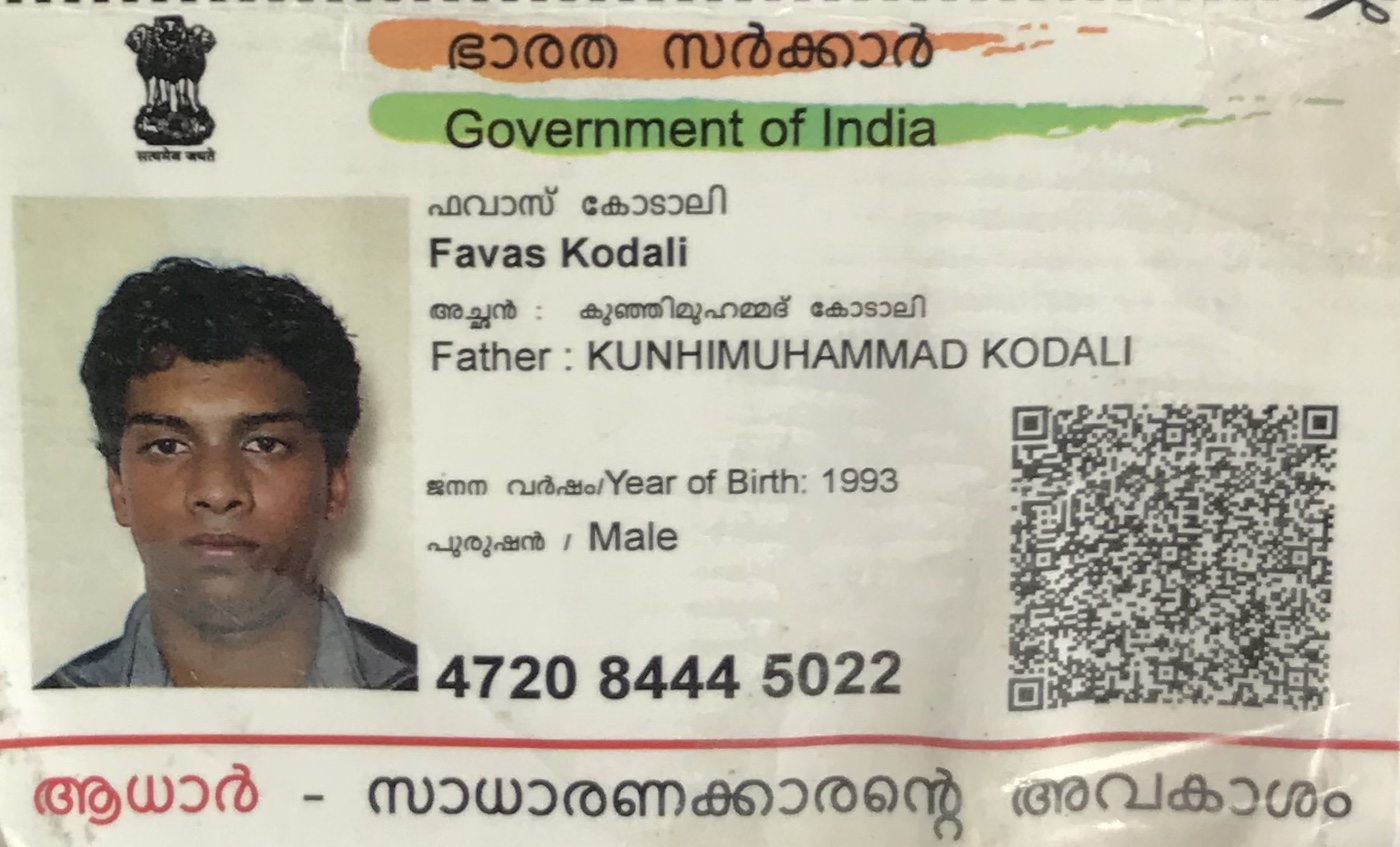 ഭാരത സർക്കാർ
Government of India
सत्यमेव जयते
ഫവാസ് കോടാലി
Favas Kodali
അച്ഛൻ : കുഞ്ഞിമുഹമ്മദ് കോടാലി
Father : KUNHIMUHAMMAD KODALI
ജനന വർഷം/Year of Birth: 1993
പുരുഷൻ / Male
4720 8444 5022
ആധാർ - സാധാരണക്കാരന്റെ അവകാശം